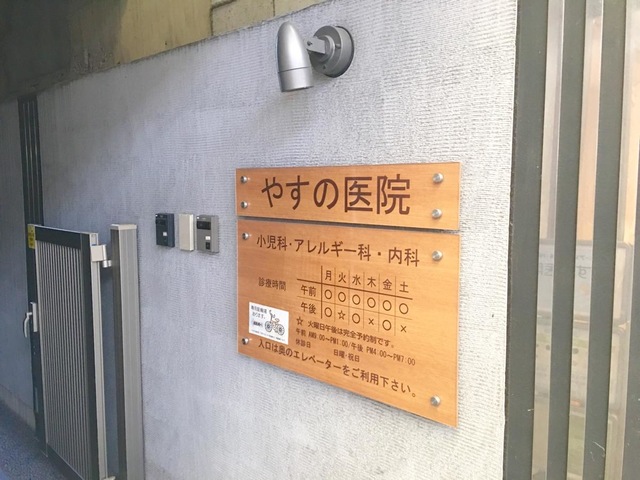 やすの医院
小児科・アレルギー科・内科
診療時間
月 火 水 木 金 土
午前 ○ ○ ○ ○ ○ ○
午後 ○ ☆ ○ × ○ ×
☆ 火曜日午後は完全予約制です。
午前 AM9:00〜PM1:00/午後 PM4:00〜PM7:00
休診日 日曜・祝日
入口は奥のエレベーターをご利用下さい。